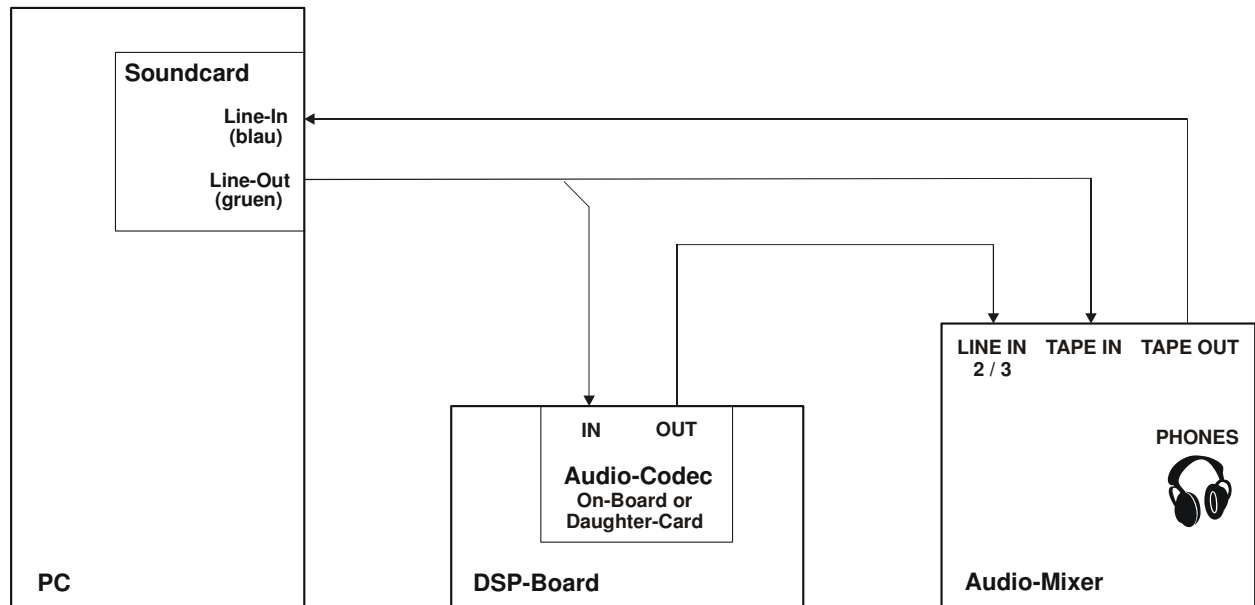 Soundcard
Line-In
(blau)
Line-Out
(gruen)
LINE IN
2 / 3
TAPE IN
TAPE OUT
IN
OUT
PHONES
Audio-Codec
On-Board or
Daughter-Card
PC
DSP-Board
Audio-Mixer